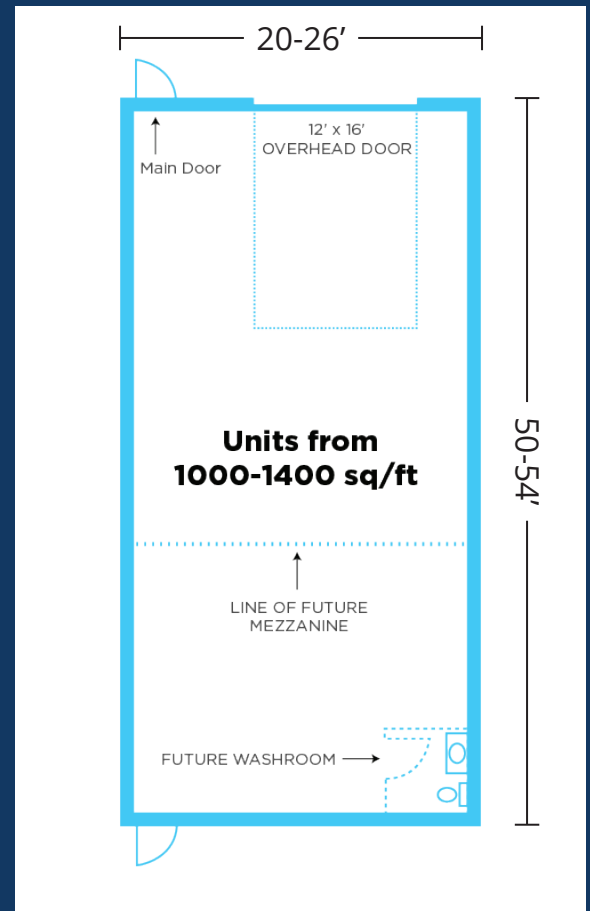 20-26’
12' x 16'
OVERHEAD DOOR
Main Door
Units from
1000-1400 sq/ft
50-54’
LINE OF FUTURE
MEZZANINE
FUTURE WASHROOM